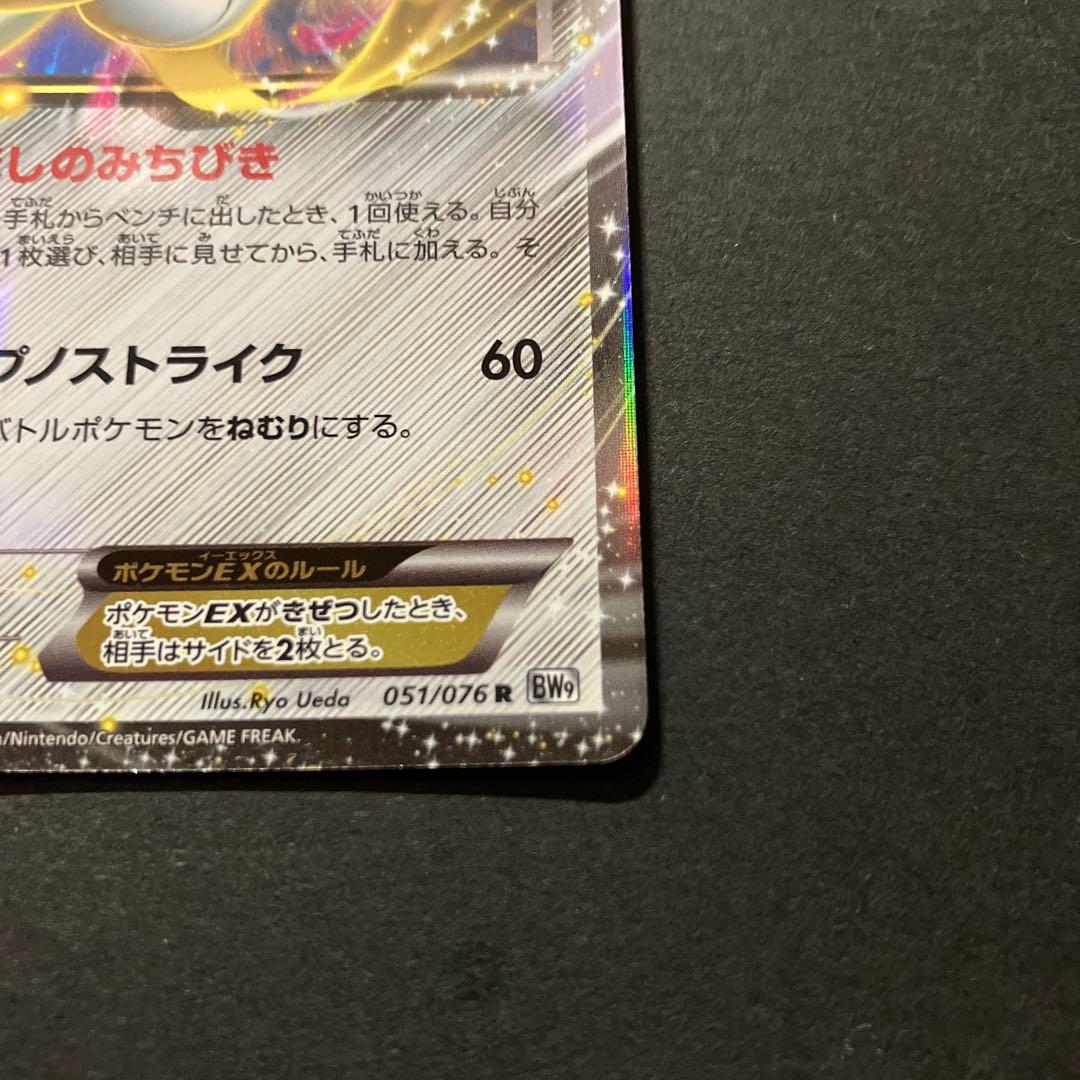 しのみちびき
手札からベンチに出したとき、1回使える。自分
1枚選び、相手に見せてから、手札に加える。そ
プノストライク 60
バトルポケモンをねむりにする。
ポケモンEXのルール
ポケモンEXがきぜつしたとき、
相手はサイドを2枚とる。
Illus.Ryo Ueda 051/076 R BW9
/Nintendo/Creatures/GAME FREAK.